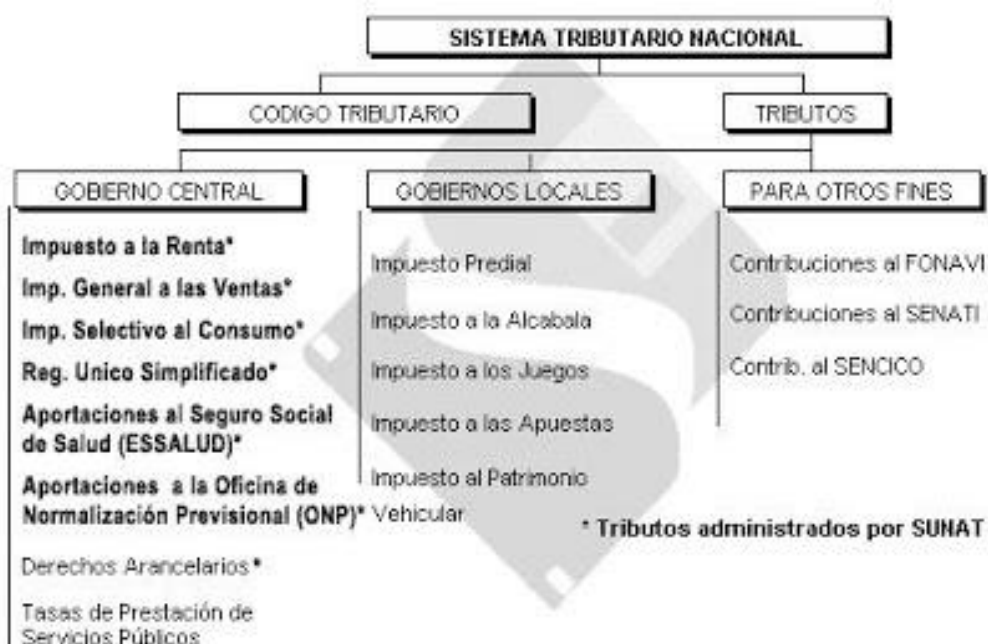 SISTEMA TRIBUTARIO NACIONAL
CODIGO TRIBUTARIO
TRIBUTOS
GOBIERNO CENTRAL
Impuesto a la Renta*
Imp. General a las Ventas*
Imp. Selectivo al Consumo*
Reg. Unico Simplificado*
Aportaciones al Seguro Social
de Salud (ESSALUD)*
Aportaciones a la Oficina de
Normalización Previsional (ONP)*
Derechos Arancelarios*
Tasas de Prestación de
Servicios Públicos
GOBIERNOS LOCALES
Impuesto Predial
Impuesto a la Alcabala
Impuesto a los Juegos
Impuesto a las Apuestas
Impuesto al Patrimonio
Vehicular
PARA OTROS FINES
Contribuciones al FONAVI
Contribuciones al SENATI
Contrib. al SENCICO
* Tributos administrados por SUNAT